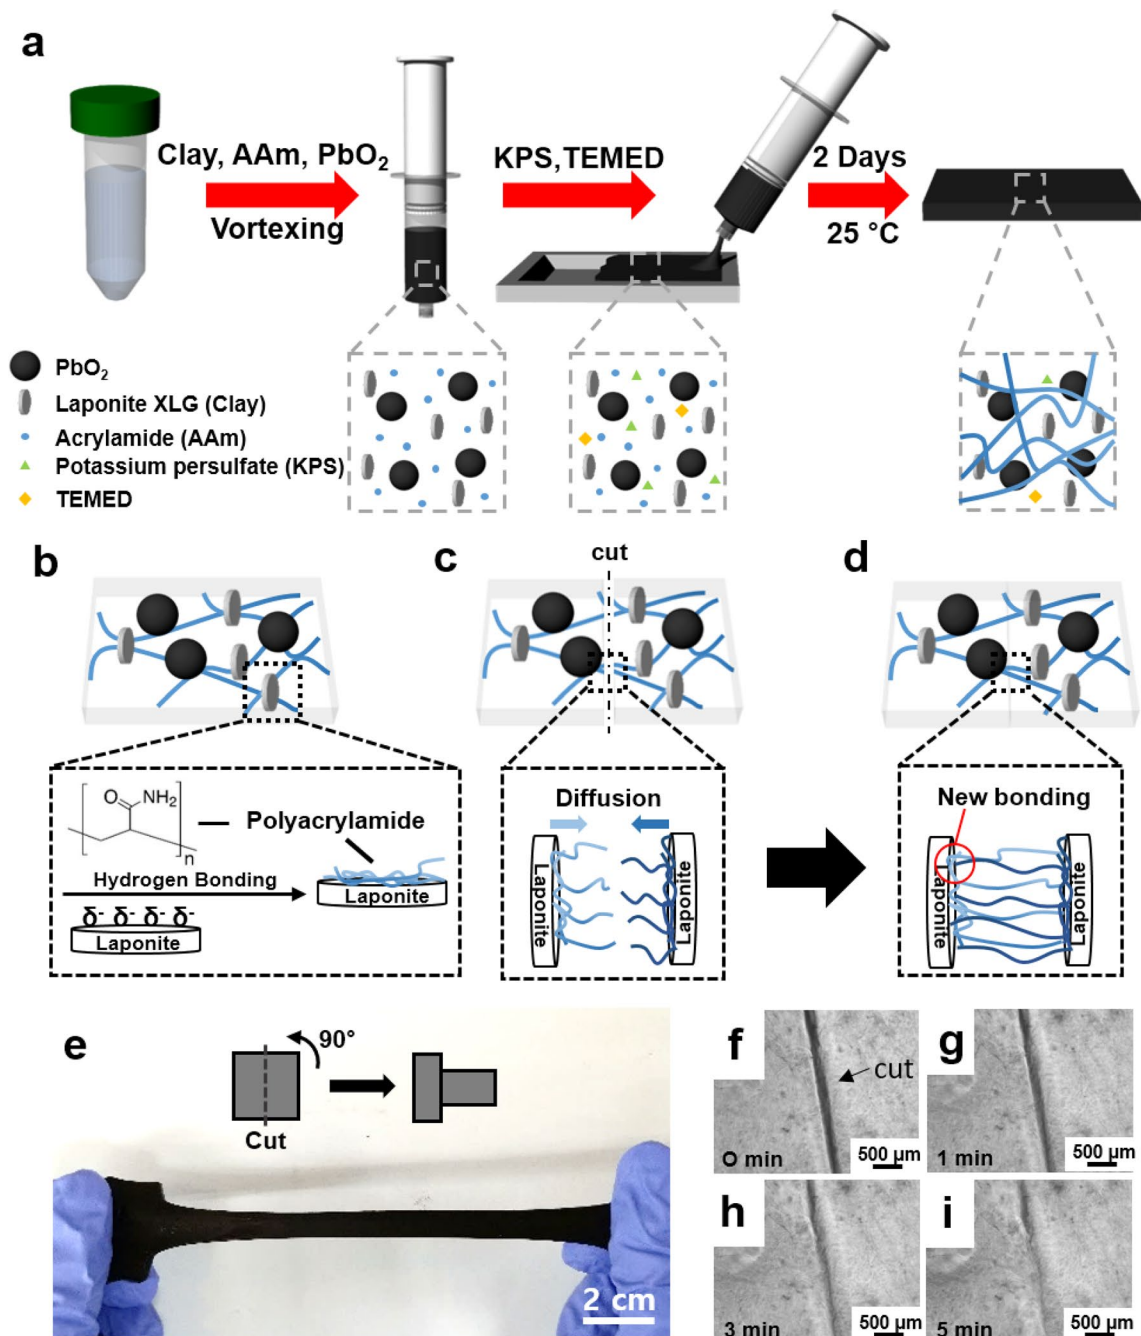 a
Clay, AAm, PbO₂
Vortexing
KPS,TEMED
2 Days
25 °C
PbO₂
Laponite XLG (Clay)
Acrylamide (AAm)
Potassium persulfate (KPS)
TEMED
b
c
cut
d
O
NH₂
n
Polyacrylamide
Hydrogen Bonding
δ- δ- δ- δ-
Laponite
Laponite
Diffusion
Laponite
Laponite
New bonding
Laponite
Laponite
e
90°
Cut
2 cm
f
cut
0 min
500 µm
g
1 min
500 µm
h
3 min
500 µm
i
5 min
500 µm